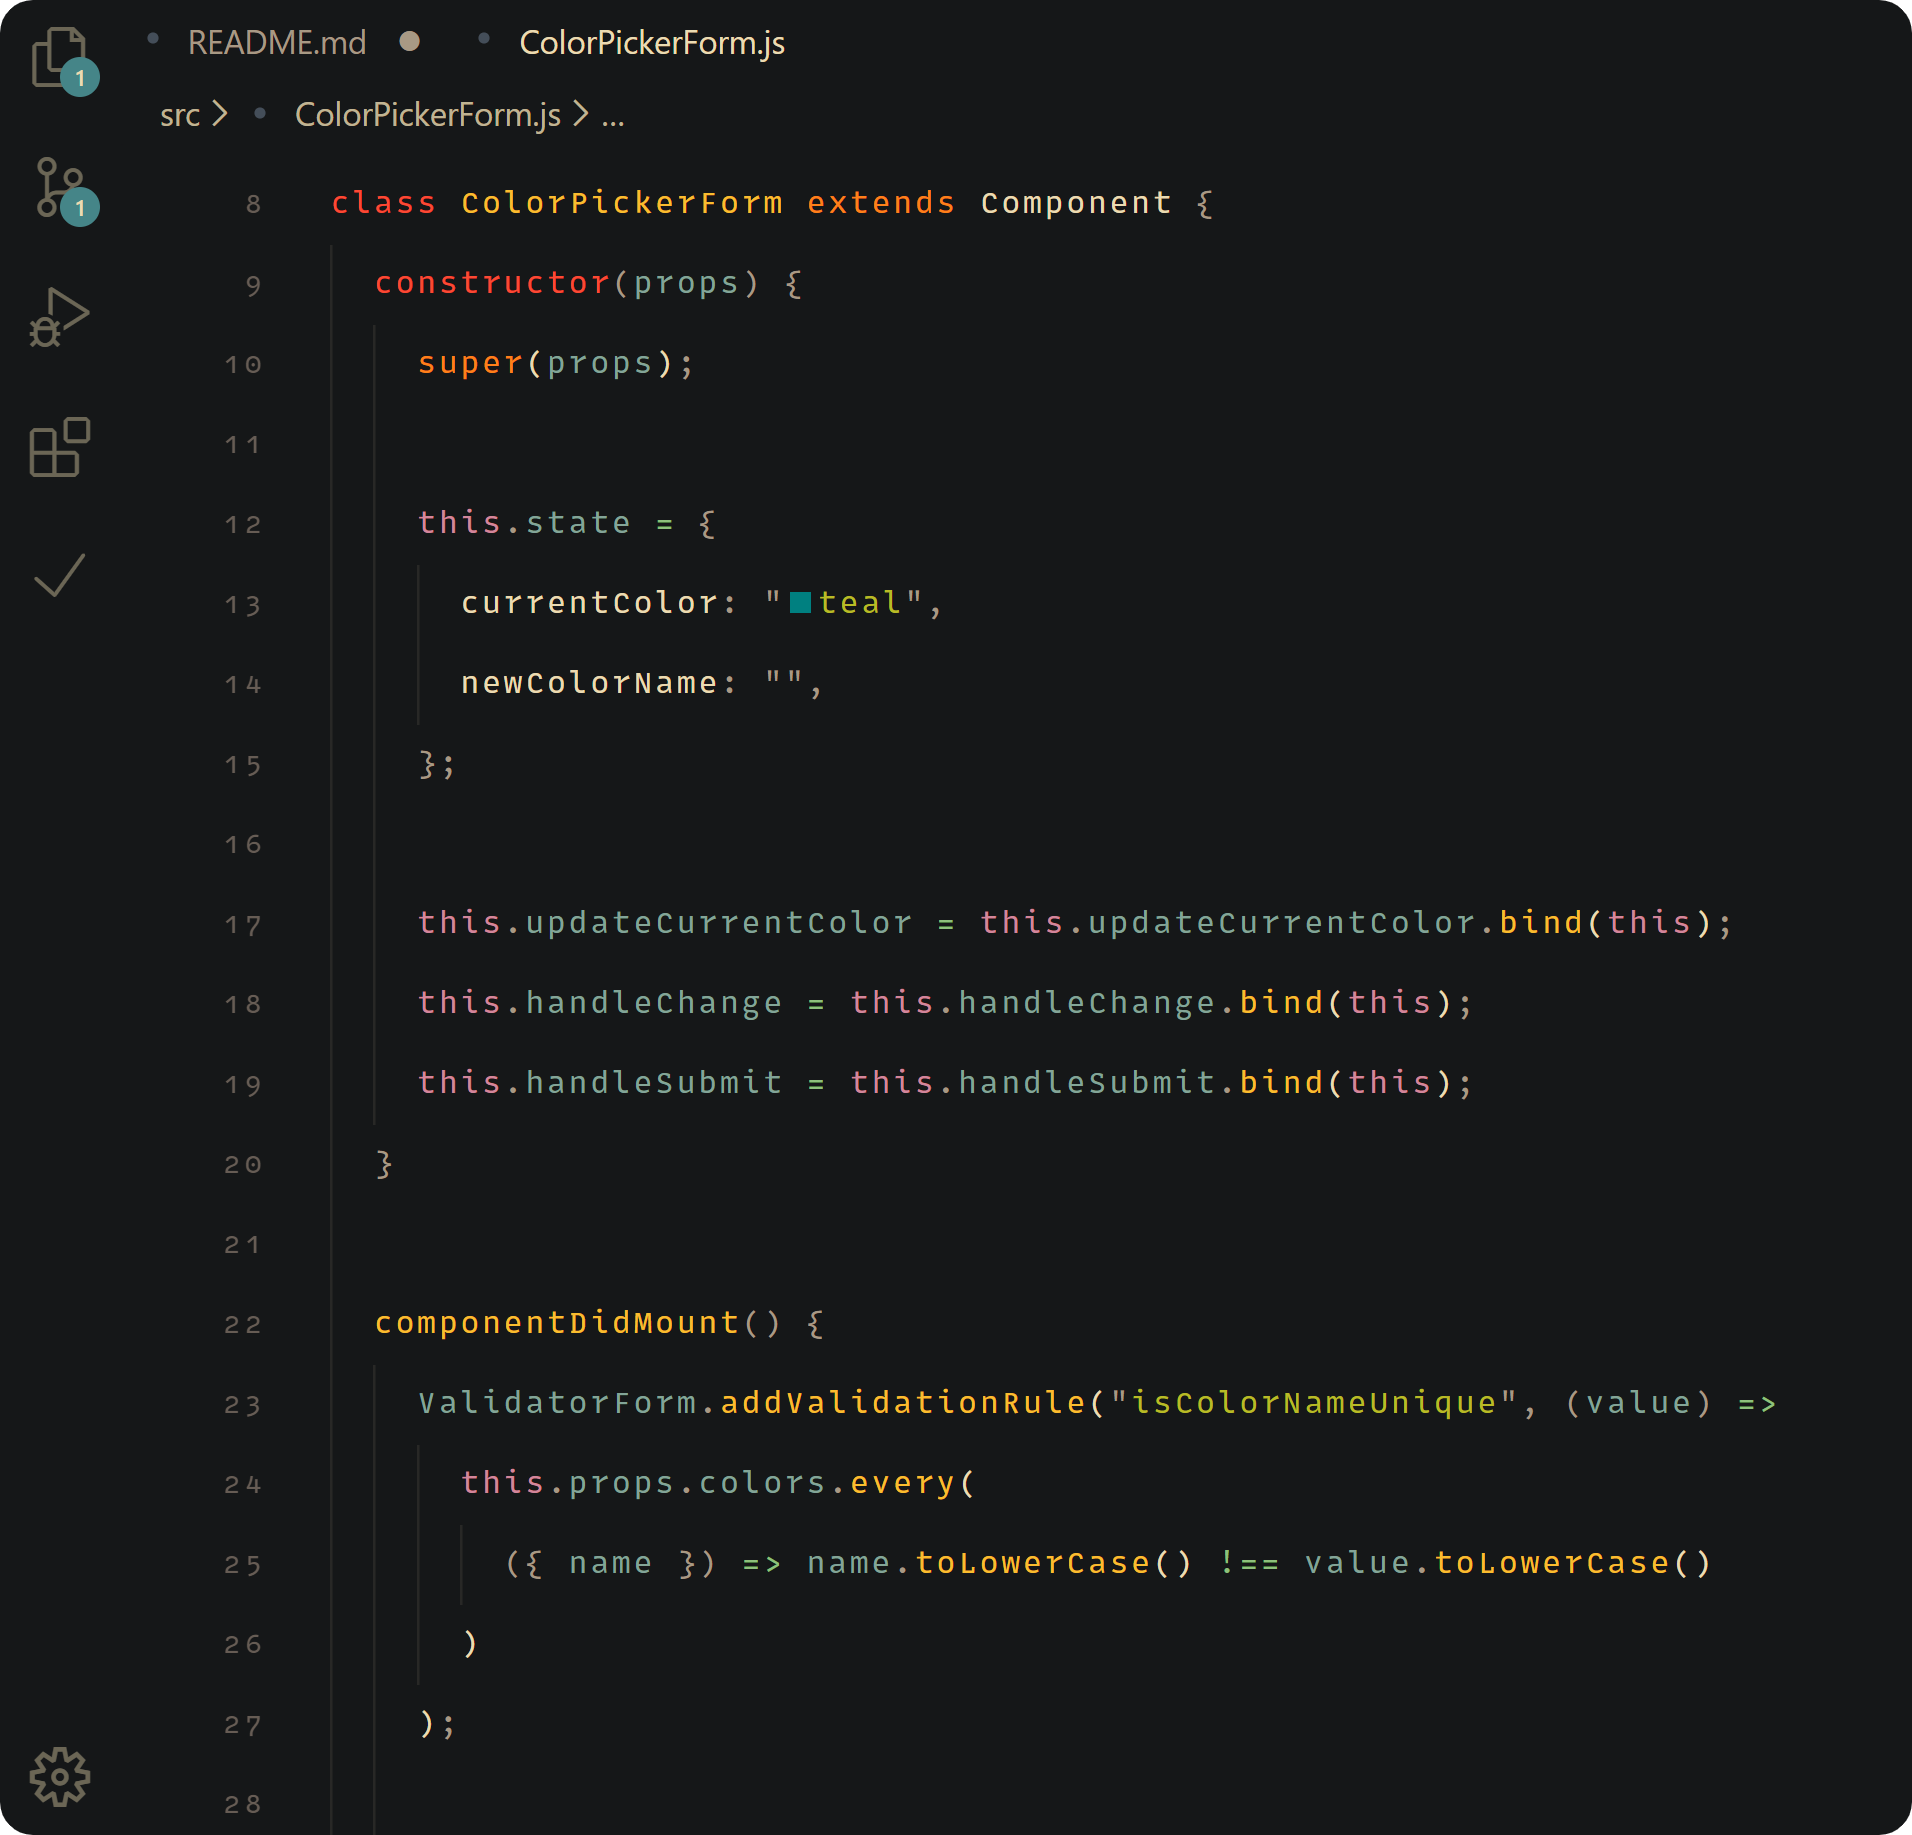 README.md ColorPickerForm.js
1
src > ColorPickerForm.js > ...
1
8 class ColorPickerForm extends Component {
9 constructor(props) {
10 super(props);
11
12 this.state = {
13 currentColor: "teal",
14 newColorName: "",
15 };
16
17 this.updateCurrentColor = this.updateCurrentColor.bind(this);
18 this.handleChange = this.handleChange.bind(this);
19 this.handleSubmit = this.handleSubmit.bind(this);
20 }
21
22 componentDidMount() {
23 ValidatorForm.addValidationRule("isColorNameUnique", (value) =>
24 this.props.colors.every(
25 ({ name }) => name.toLowerCase() !== value.toLowerCase()
26 )
27 );
28